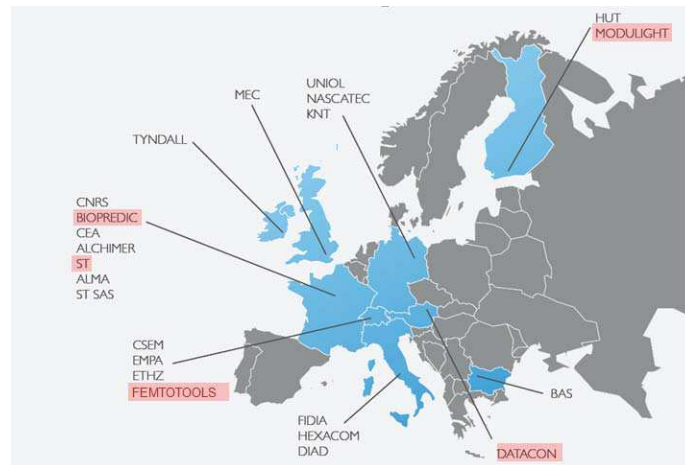 HUT
MODULIGHT
UNIOL
NASCATEC
KNT
MEC
TYNDALL
CNRS
BIOPREDIC
CEA
ALCHIMER
ST
ALMA
ST SAS
CSEM
EMPA
ETHZ
FEMTOTOOLS
BAS
FIDIA
HEXACOM
DIAD
DATACON